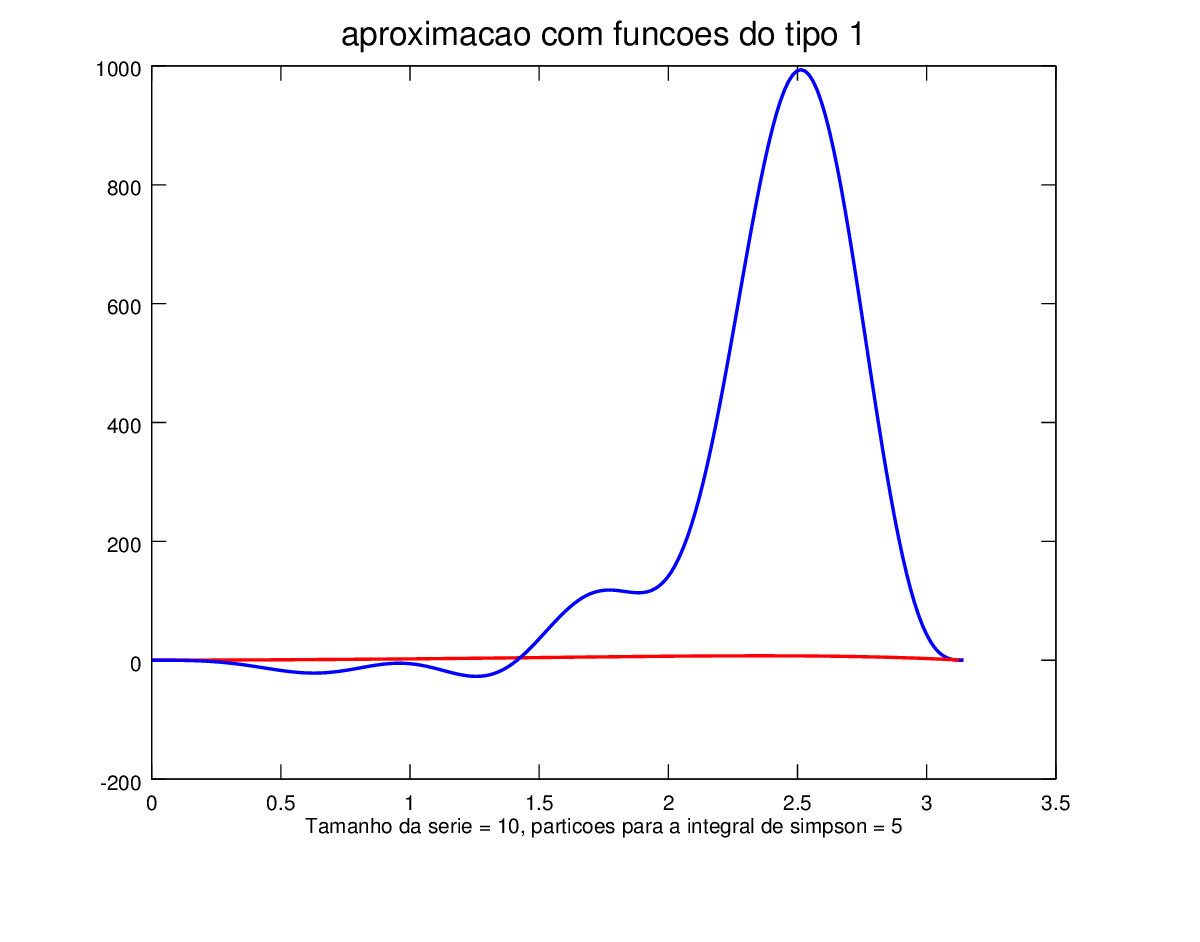 aproximacao com funcoes do tipo 1
1000
800
600
400
200
0
-200
0 0.5 1 1.5 2 2.5 3 3.5
Tamanho da serie = 10, particoes para a integral de simpson = 5